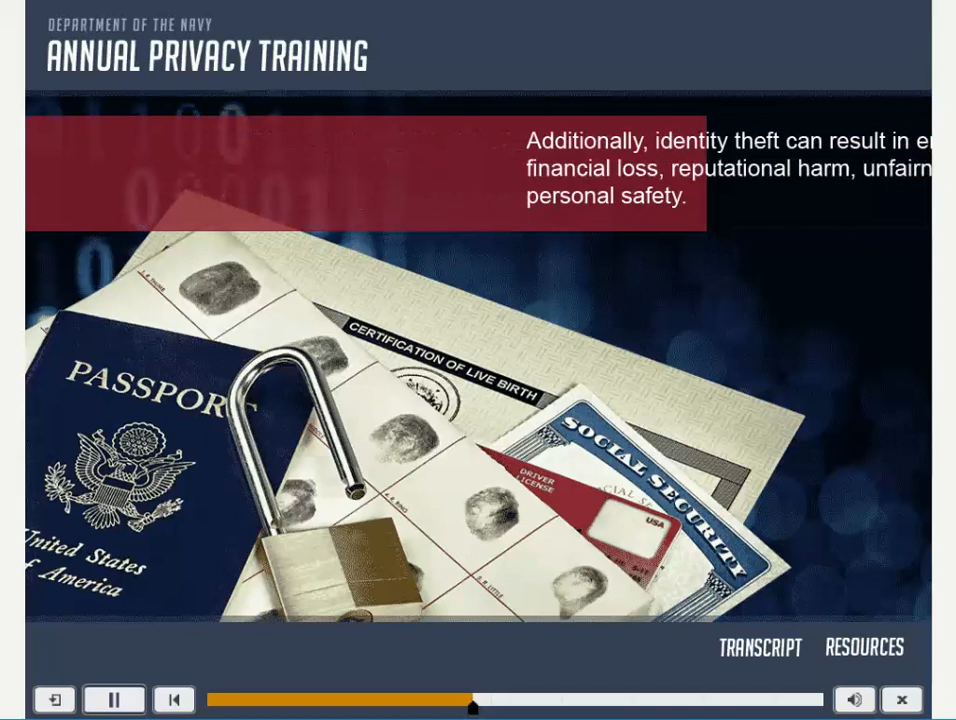 DEPARTMENT OF THE NAVY
ANNUAL PRIVACY TRAINING
Additionally, identity theft can result in
financial loss, reputational harm,
personal safety.
CERTIFICATION OF LIVE BIRTH
PASSPORT
United States
of America
SOCIAL SECURITY
DRIVER
LICENSE
USA
TRANSCRIPT RESOURCES